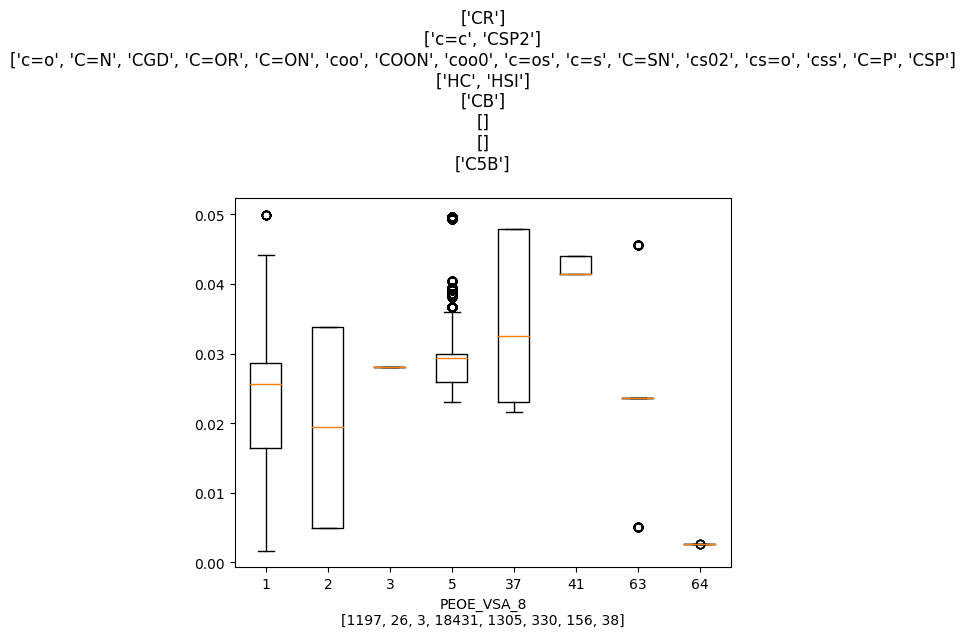 ['CR']
['c=c', 'CSP2']
['c=o', 'C=N', 'CGD', 'C=OR', 'C=ON', 'coo', 'COON', 'coo0', 'c=os', 'c=s', 'C=SN', 'cs02', 'cs=o', 'css', 'C=P', 'CSP']
['HC', 'HSI']
['CB']
[]
[]
['C5B']
0.05
0.04
0.03
0.02
0.01
0.00
1 2 3 5 37 41 63 64
PEOE_VSA_8
[1197, 26, 3, 18431, 1305, 330, 156, 38]